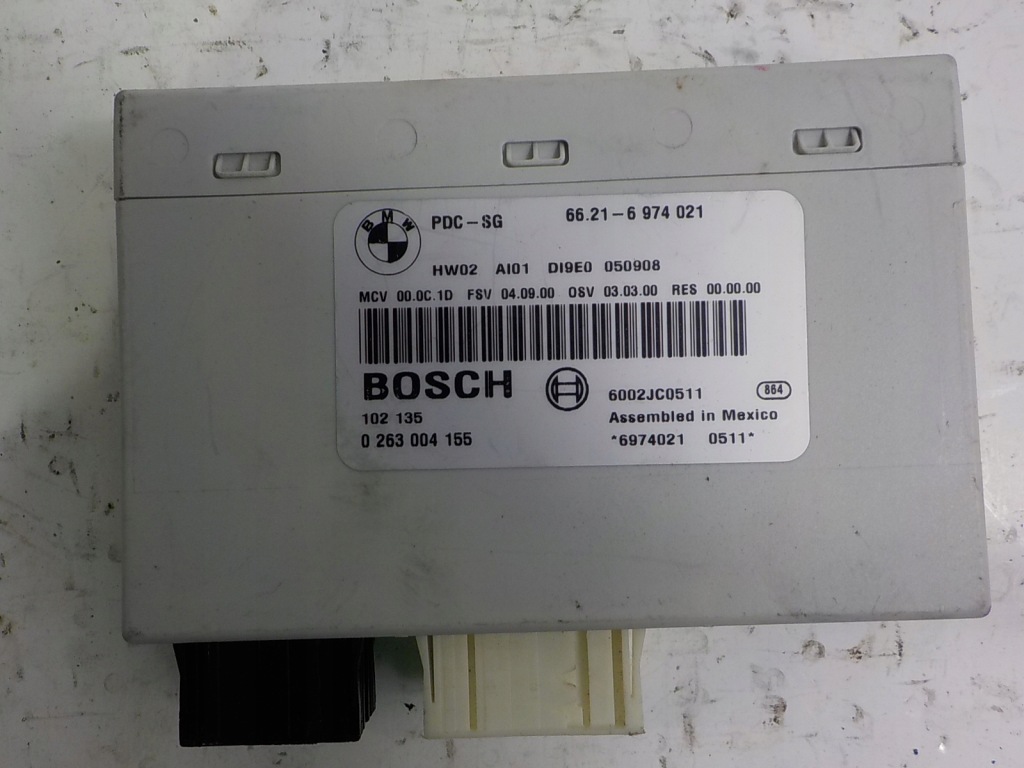 BMW
PDC-SG 66.21-6 974 021
HW02 AI01 DI9E0 050908
MCV 00.0C.1D FSV 04.09.00 OSV 03.03.00 RES 00.00.00
BOSCH
6002JC0511 864
102 135 Assembled in Mexico
0 263 004 155 *6974021 0511*